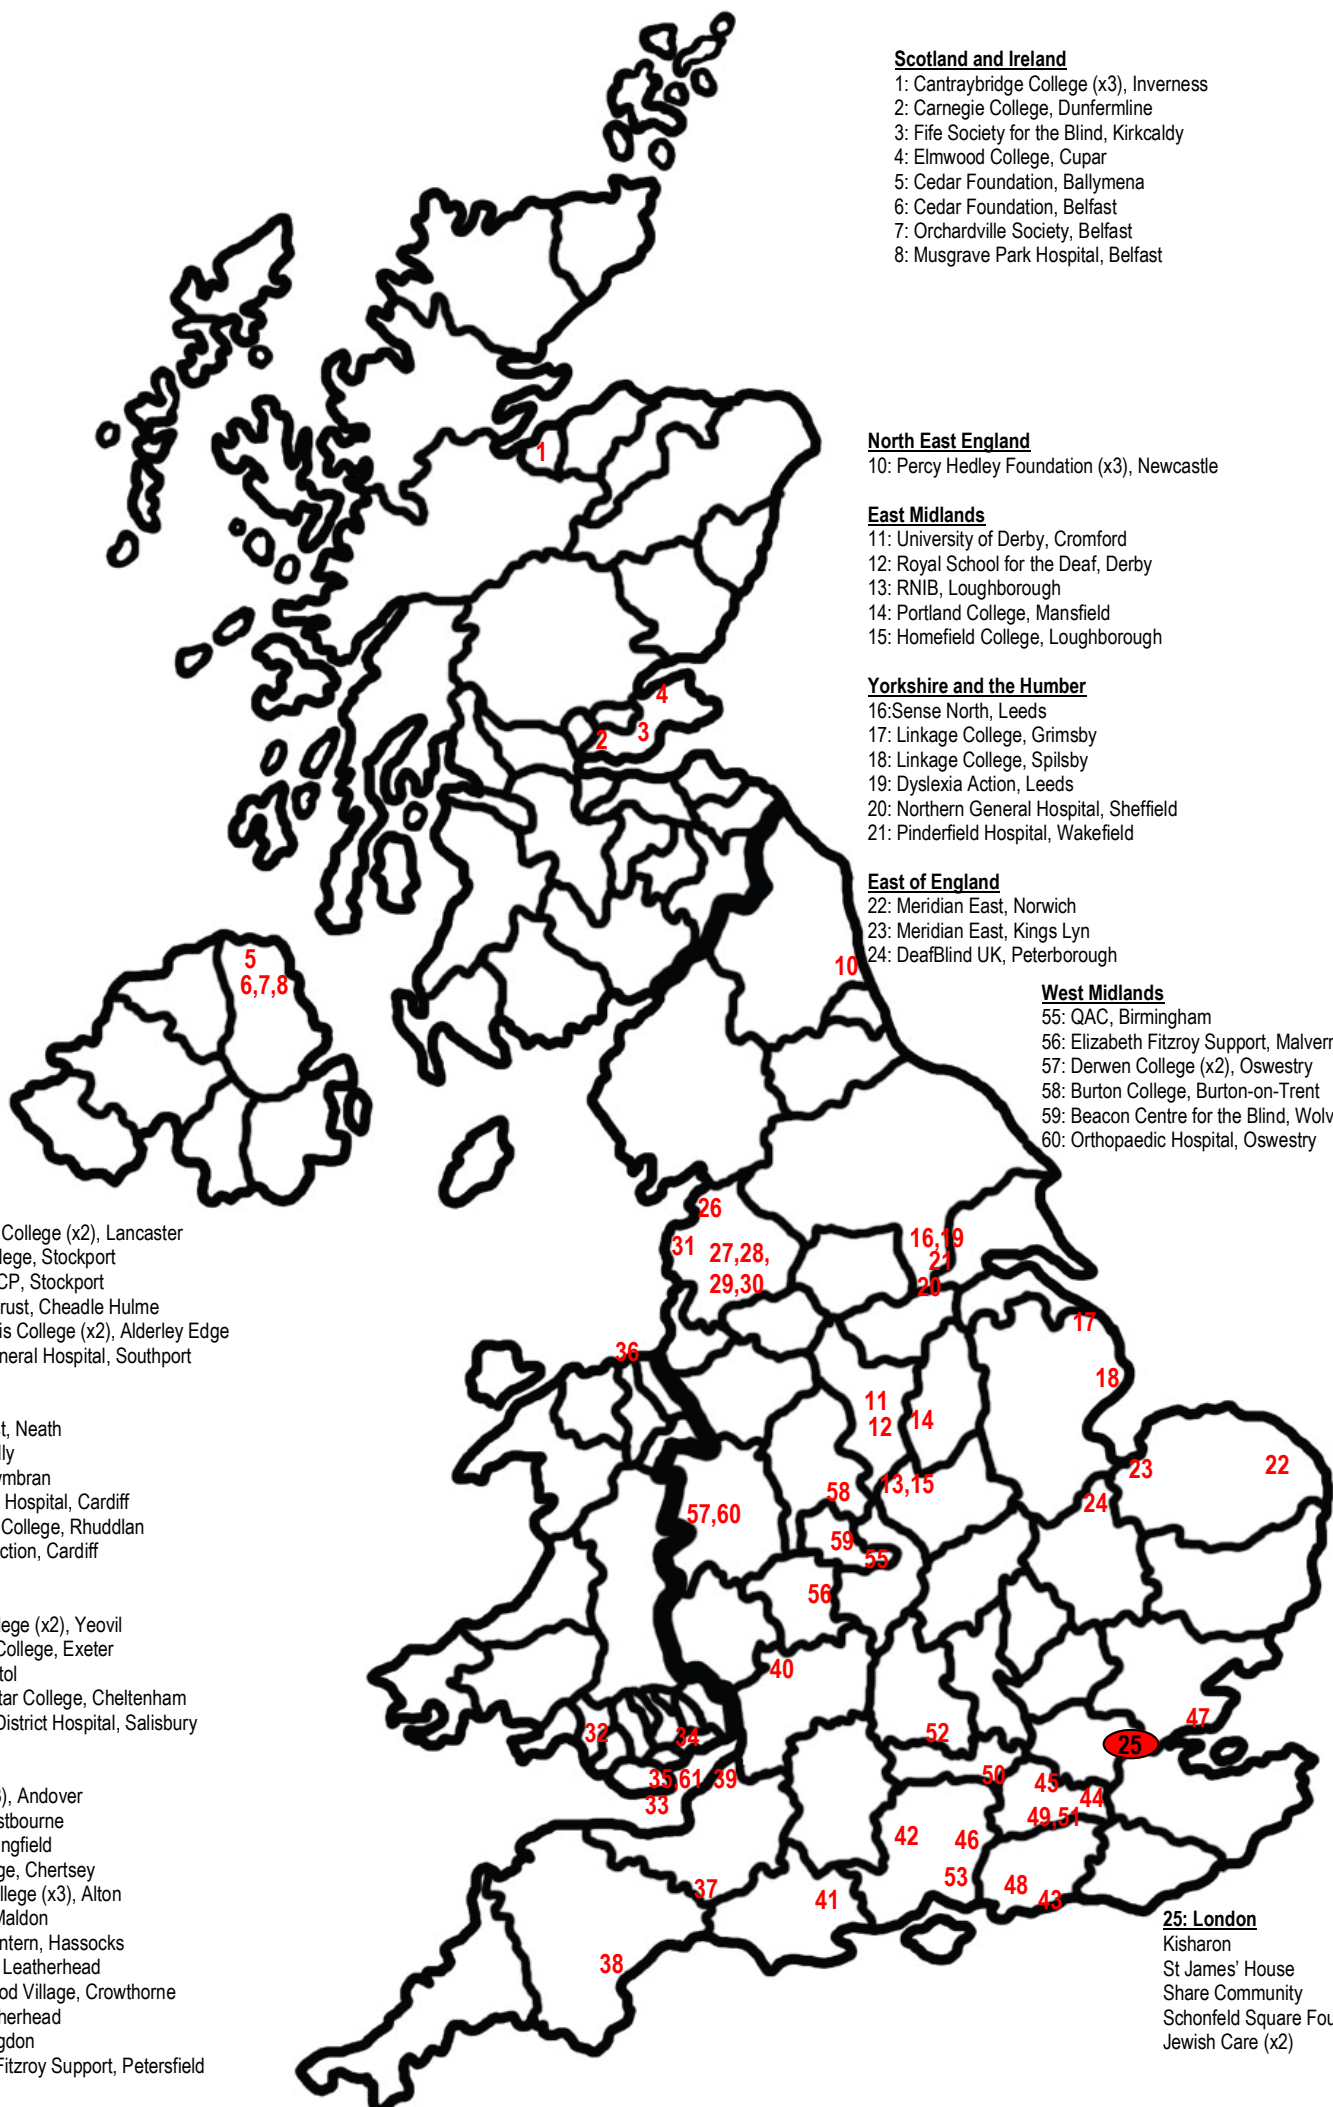 Scotland and Ireland
1: Cantraybridge College (x3), Inverness
2: Carnegie College, Dunfermline
3: Fife Society for the Blind, Kirkcaldy
4: Elmwood College, Cupar
5: Cedar Foundation, Ballymena
6: Cedar Foundation, Belfast
7: Orchardville Society, Belfast
8: Musgrave Park Hospital, Belfast
1
North East England
10: Percy Hedley Foundation (x3), Newcastle
East Midlands
11: University of Derby, Cromford
12: Royal School for the Deaf, Derby
13: RNIB, Loughborough
14: Portland College, Mansfield
15: Homefield College, Loughborough
Yorkshire and the Humber
16:Sense North, Leeds
17: Linkage College, Grimsby
18: Linkage College, Spilsby
19: Dyslexia Action, Leeds
20: Northern General Hospital, Sheffield
21: Pinderfield Hospital, Wakefield
4
3
2
East of England
22: Meridian East, Norwich
23: Meridian East, Kings Lyn
24: DeafBlind UK, Peterborough
5
6,7,8
10
West Midlands
55: QAC, Birmingham
56: Elizabeth Fitzroy Support, Malvern
57: Derwen College (x2), Oswestry
58: Burton College, Burton-on-Trent
59: Beacon Centre for the Blind, Wolv
60: Orthopaedic Hospital, Oswestry
College (x2), Lancaster
lege, Stockport
CP, Stockport
rust, Cheadle Hulme
is College (x2), Alderley Edge
neral Hospital, Southport
26
31
27,28,
29,30
16,19
21
20
17
36
18
11
12
14
t, Neath
lly
mbran
Hospital, Cardiff
College, Rhuddlan
ction, Cardiff
13,15
58
57,60
59
55
56
23
22
24
lege (x2), Yeovil
College, Exeter
tol
tar College, Cheltenham
District Hospital, Salisbury
40
32
34
52
47
25
35,61
39
33
50
45
44
49,51
42
46
53
48
43
37
41
38
), Andover
stbourne
ngfield
ge, Chertsey
llege (x3), Alton
Maldon
ntern, Hassocks
Leatherhead
od Village, Crowthorne
herhead
gdon
Fitzroy Support, Petersfield
25: London
Kisharon
St James’ House
Share Community
Schonfeld Square Fou
Jewish Care (x2)